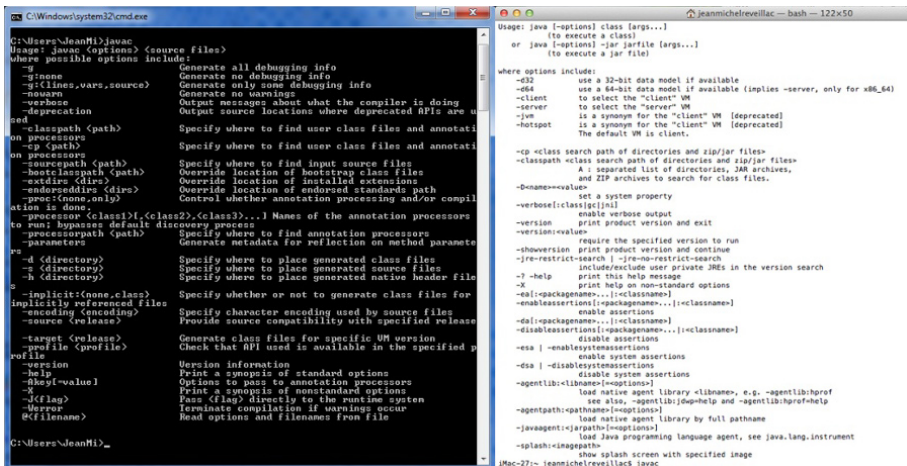 C:\Windows\system32\cmd.exe
C:\Users\JeanMi>javac
Usage: javac <options> <source files>
where possible options include:
-g Generate all debugging info
-g:none Generate no debugging info
-g:{lines,vars,source} Generate only some debugging info
-nowarn Generate no warnings
-verbose Output messages about what the compiler is doing
-deprecation Output source locations where deprecated APIs are u
sed
-classpath <path> Specify where to find user class files and annotati
on processors
-cp <path> Specify where to find user class files and annotati
on processors
-sourcepath <path> Specify where to find input source files
-bootclasspath <path> Override location of bootstrap class files
-extdirs <dirs> Override location of installed extensions
-endorseddirs <dirs> Override location of endorsed standards path
-proc:{none,only} Control whether annotation processing and/or compil
ation is done.
-processor <class1>[,<class2>,<class3>...] Names of the annotation processors
to run; bypasses default discovery process
-processorpath <path> Specify where to find annotation processors
-parameters Generate metadata for reflection on method paramete
rs
-d <directory> Specify where to place generated class files
-s <directory> Specify where to place generated source files
-h <directory> Specify where to place generated native header file
s
-implicit:{none,class} Specify whether or not to generate class files for
implicitly referenced files
-encoding <encoding> Specify character encoding used by source files
-source <release> Provide source compatibility with specified release
-target <release> Generate class files for specific VM version
-profile <profile> Check that API used is available in the specified p
rofile
-version Version information
-help Print a synopsis of standard options
-Akey[=value] Options to pass to annotation processors
-X Print a synopsis of nonstandard options
-J<flag> Pass <flag> directly to the runtime system
-Werror Terminate compilation if warnings occur
@<filename> Read options and filenames from file
C:\Users\JeanMi>_
jeanmichelreveillac — bash — 122×50
Usage: java [-options] class [args...]
(to execute a class)
or java [-options] -jar jarfile [args...]
(to execute a jar file)
where options include:
-d32 use a 32-bit data model if available
-d64 use a 64-bit data model if available (implies -server, only for x86_64)
-client to select the "client" VM
-server to select the "server" VM
-jvm is a synonym for the "client" VM [deprecated]
-hotspot is a synonym for the "client" VM [deprecated]
The default VM is client.
-cp <class search path of directories and zip/jar files>
-classpath <class search path of directories and zip/jar files>
A : separated list of directories, JAR archives,
and ZIP archives to search for class files.
-D<name>=<value>
set a system property
-verbose[:class|gc|jni]
enable verbose output
-version print product version and exit
-version:<value>
require the specified version to run
-showversion print product version and continue
-jre-restrict-search | -jre-no-restrict-search
include/exclude user private JREs in the version search
-? -help print this help message
-X print help on non-standard options
-ea[:<packagename>...|:<classname>]
-enableassertions[:<packagename>...|:<classname>]
enable assertions
-da[:<packagename>...|:<classname>]
-disableassertions[:<packagename>...|:<classname>]
disable assertions
-esa | -enablesystemassertions
enable system assertions
-dsa | -disablesystemassertions
disable system assertions
-agentlib:<libname>[=<options>]
load native agent library <libname>, e.g. -agentlib:hprof
see also, -agentlib:jdwp=help and -agentlib:hprof=help
-agentpath:<pathname>[=<options>]
load native agent library by full pathname
-javaagent:<jarpath>[=<options>]
load Java programming language agent, see java.lang.instrument
-splash:<imagepath>
show splash screen with specified image
iMac-27:~ jeanmichelreveillac$ javac